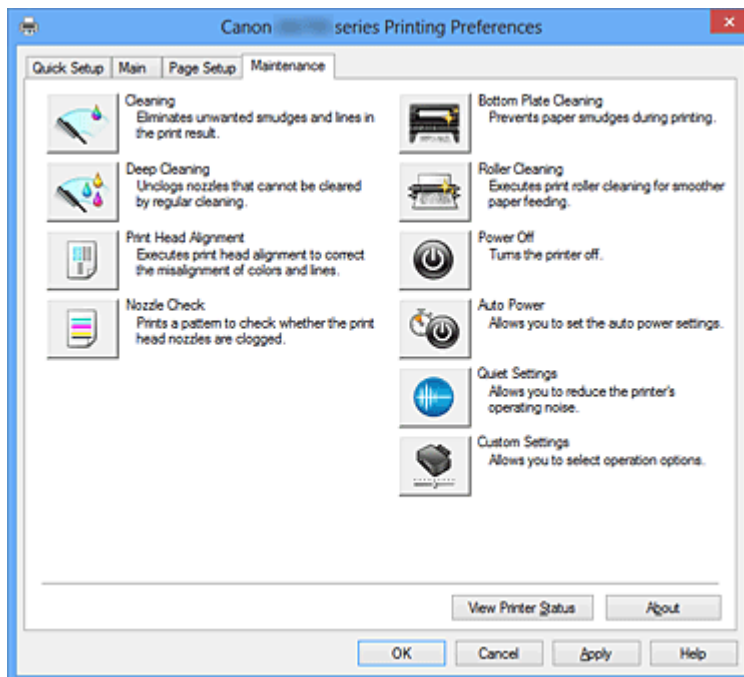 Canon series Printing Preferences
Quick Setup Main Page Setup Maintenance
Cleaning
Eliminates unwanted smudges and lines in
the print result.
Deep Cleaning
Unclogs nozzles that cannot be cleared
by regular cleaning.
Print Head Alignment
Executes print head alignment to correct
the misalignment of colors and lines.
Nozzle Check
Prints a pattern to check whether the print
head nozzles are clogged.
Bottom Plate Cleaning
Prevents paper smudges during printing.
Roller Cleaning
Executes print roller cleaning for smoother
paper feeding.
Power Off
Turns the printer off.
Auto Power
Allows you to set the auto power settings.
Quiet Settings
Allows you to reduce the printer's
operating noise.
Custom Settings
Allows you to select operation options.
View Printer Status About
OK Cancel Apply Help